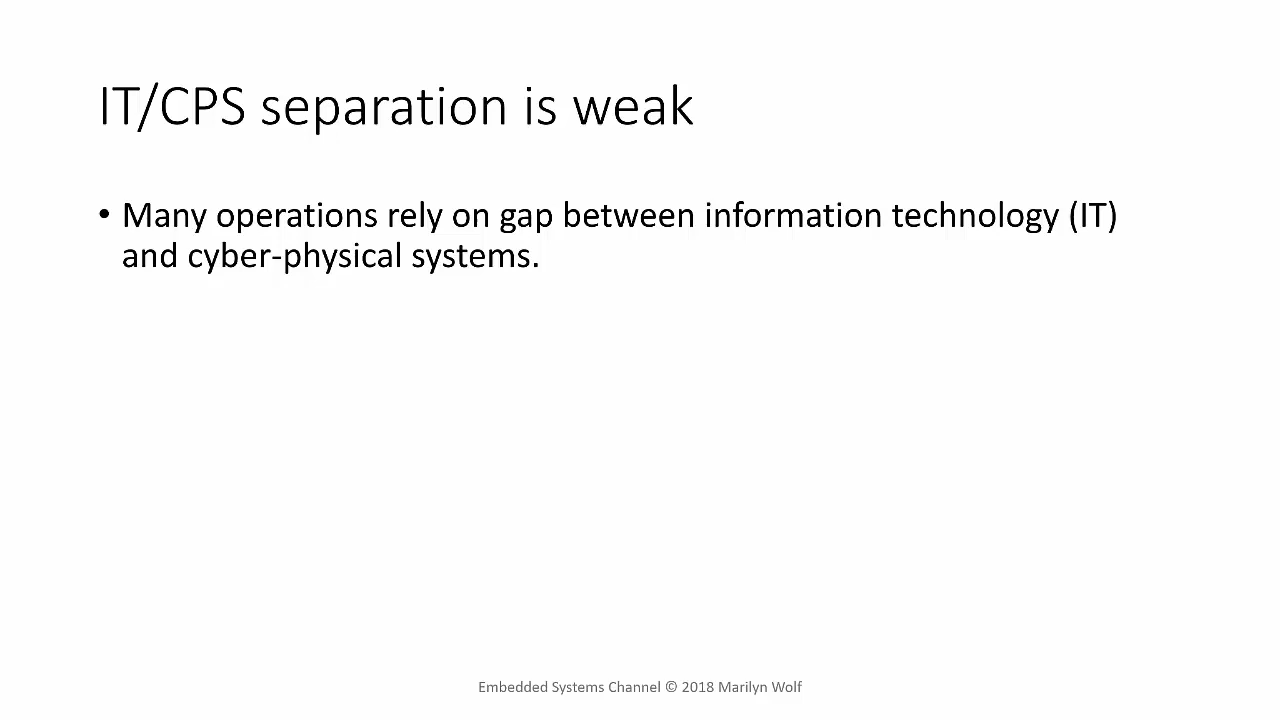 IT/CPS separation is weak
• Many operations rely on gap between information technology (IT)
and cyber-physical systems.
Embedded Systems Channel © 2018 Marilyn Wolf